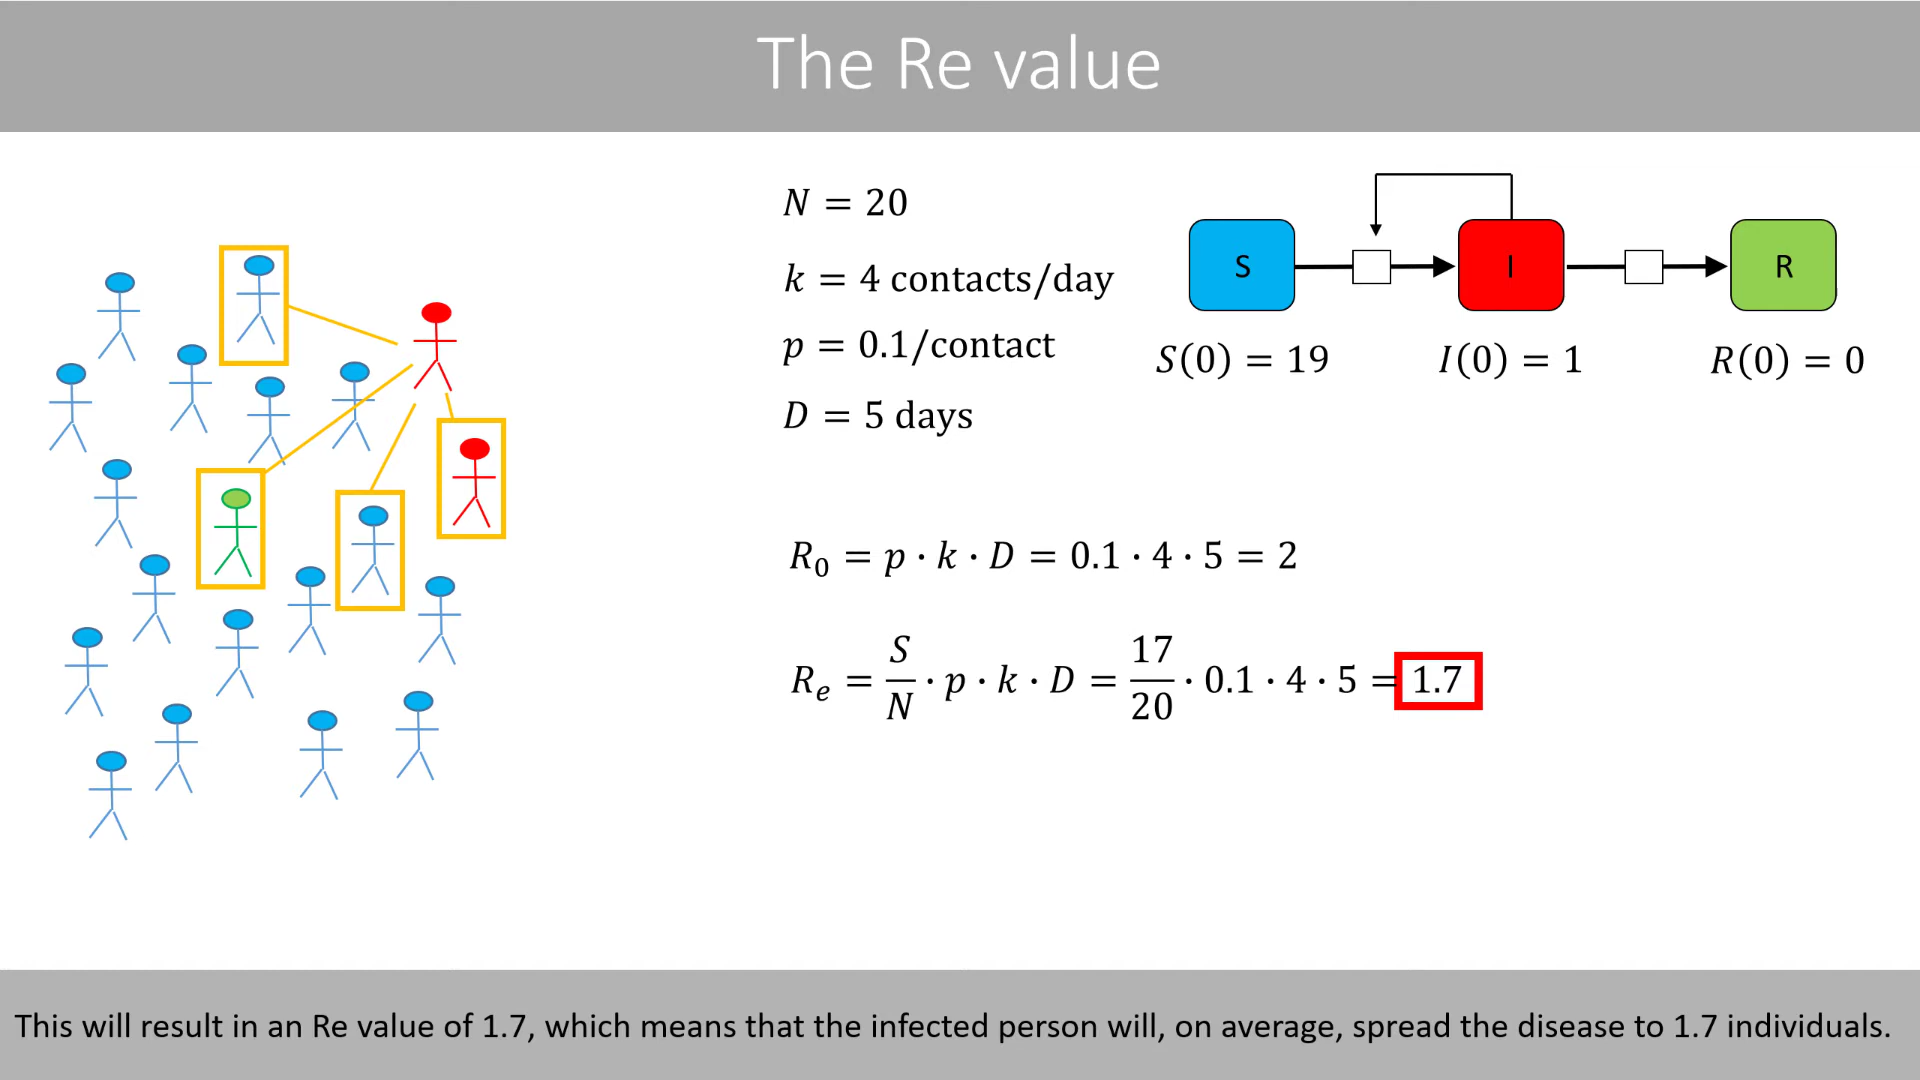 The Re value
N = 20
k = 4 contacts/day
p = 0.1/contact
D = 5 days
S
I
R
S(0) = 19
I(0) = 1
R(0) = 0
R₀ = p · k · D = 0.1 · 4 · 5 = 2
Rₑ = S/N · p · k · D = 17/20 · 0.1 · 4 · 5 = 1.7
This will result in an Re value of 1.7, which means that the infected person will, on average, spread the disease to 1.7 individuals.